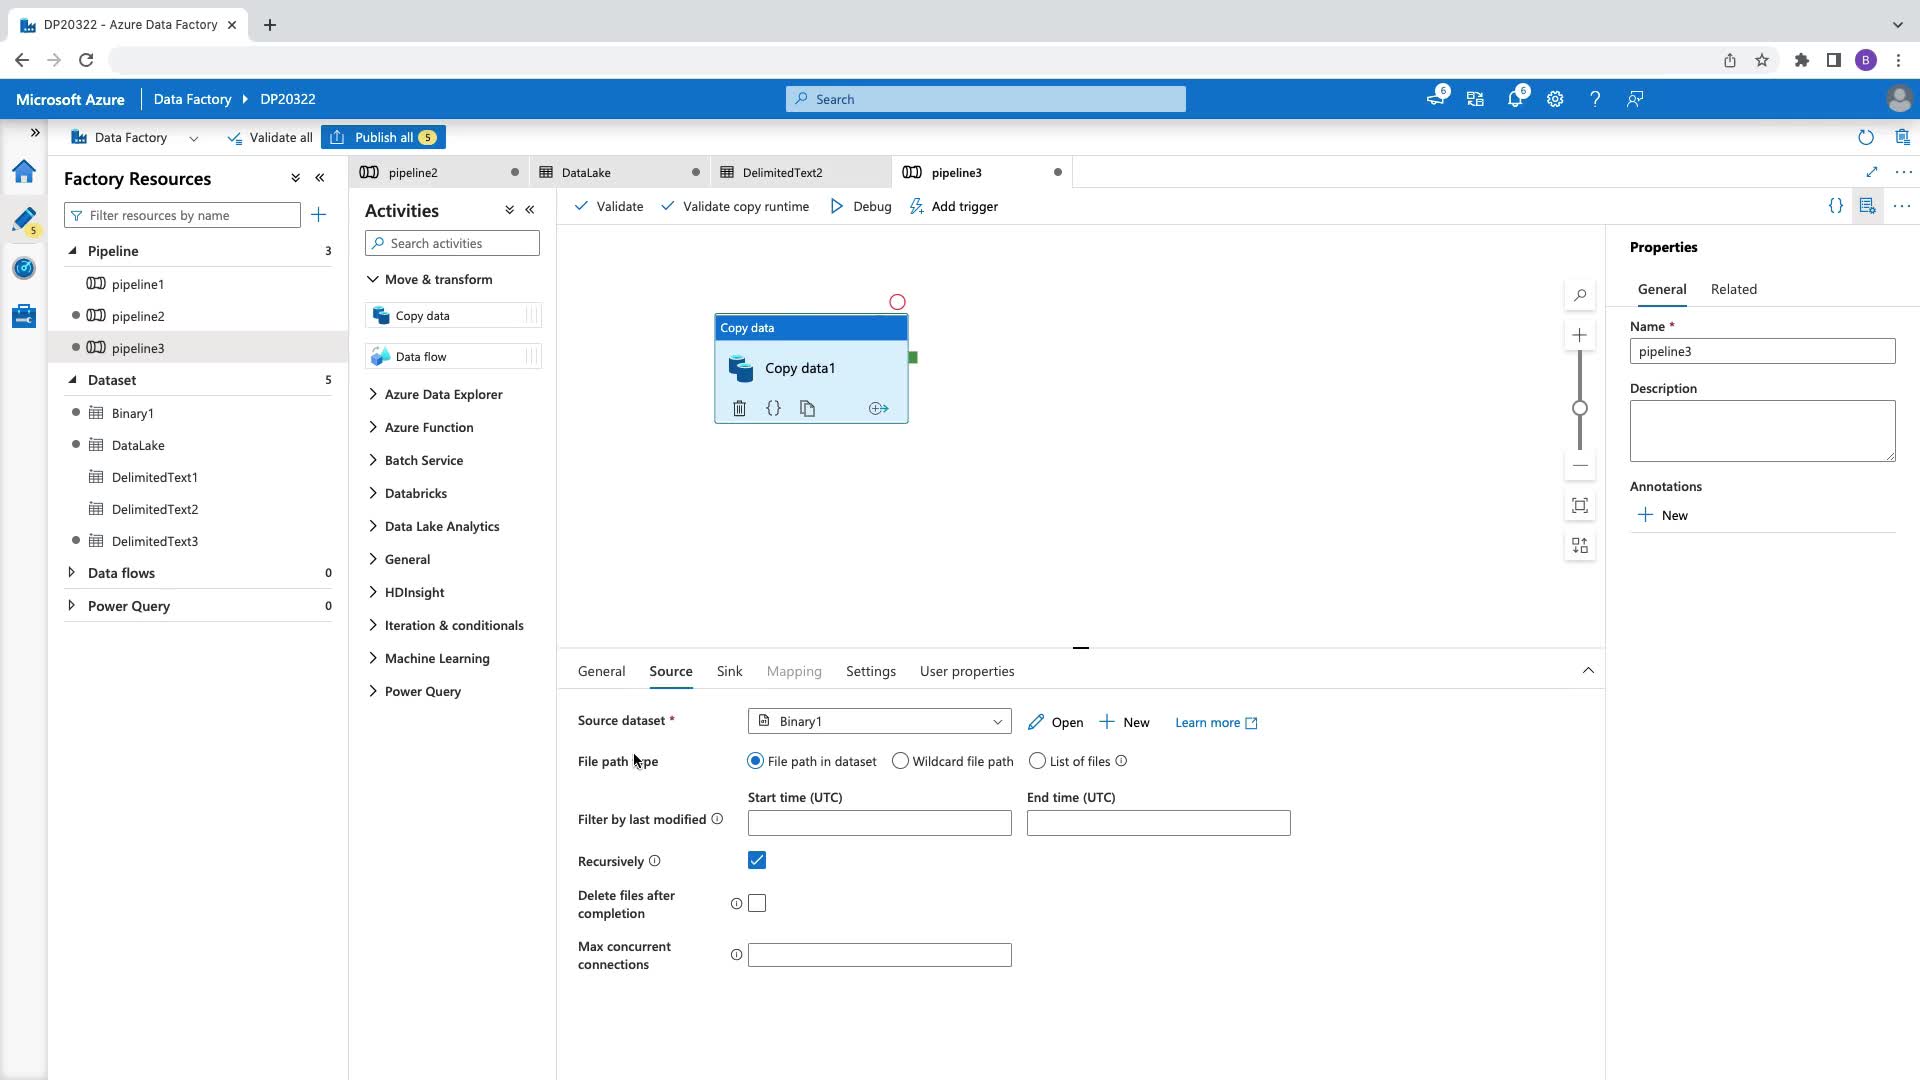 DP20322 - Azure Data Factory
B
Microsoft Azure
Data Factory
DP20322
Search
6
6
Data Factory
Validate all
Publish all
5
5
Factory Resources
Filter resources by name
Pipeline
3
pipeline1
pipeline2
pipeline3
Dataset
5
Binary1
DataLake
DelimitedText1
DelimitedText2
DelimitedText3
Data flows
0
Power Query
0
pipeline2
DataLake
DelimitedText2
pipeline3
Activities
Search activities
Move & transform
Copy data
Data flow
Azure Data Explorer
Azure Function
Batch Service
Databricks
Data Lake Analytics
General
HDInsight
Iteration & conditionals
Machine Learning
Power Query
Validate
Validate copy runtime
Debug
Add trigger
Copy data
Copy data1
General
Source
Sink
Mapping
Settings
User properties
Source dataset *
Binary1
Open
New
Learn more
File path type
File path in dataset
Wildcard file path
List of files
Start time (UTC)
End time (UTC)
Filter by last modified
Recursively
Delete files after
completion
Max concurrent
connections
Properties
General
Related
Name *
pipeline3
Description
Annotations
New